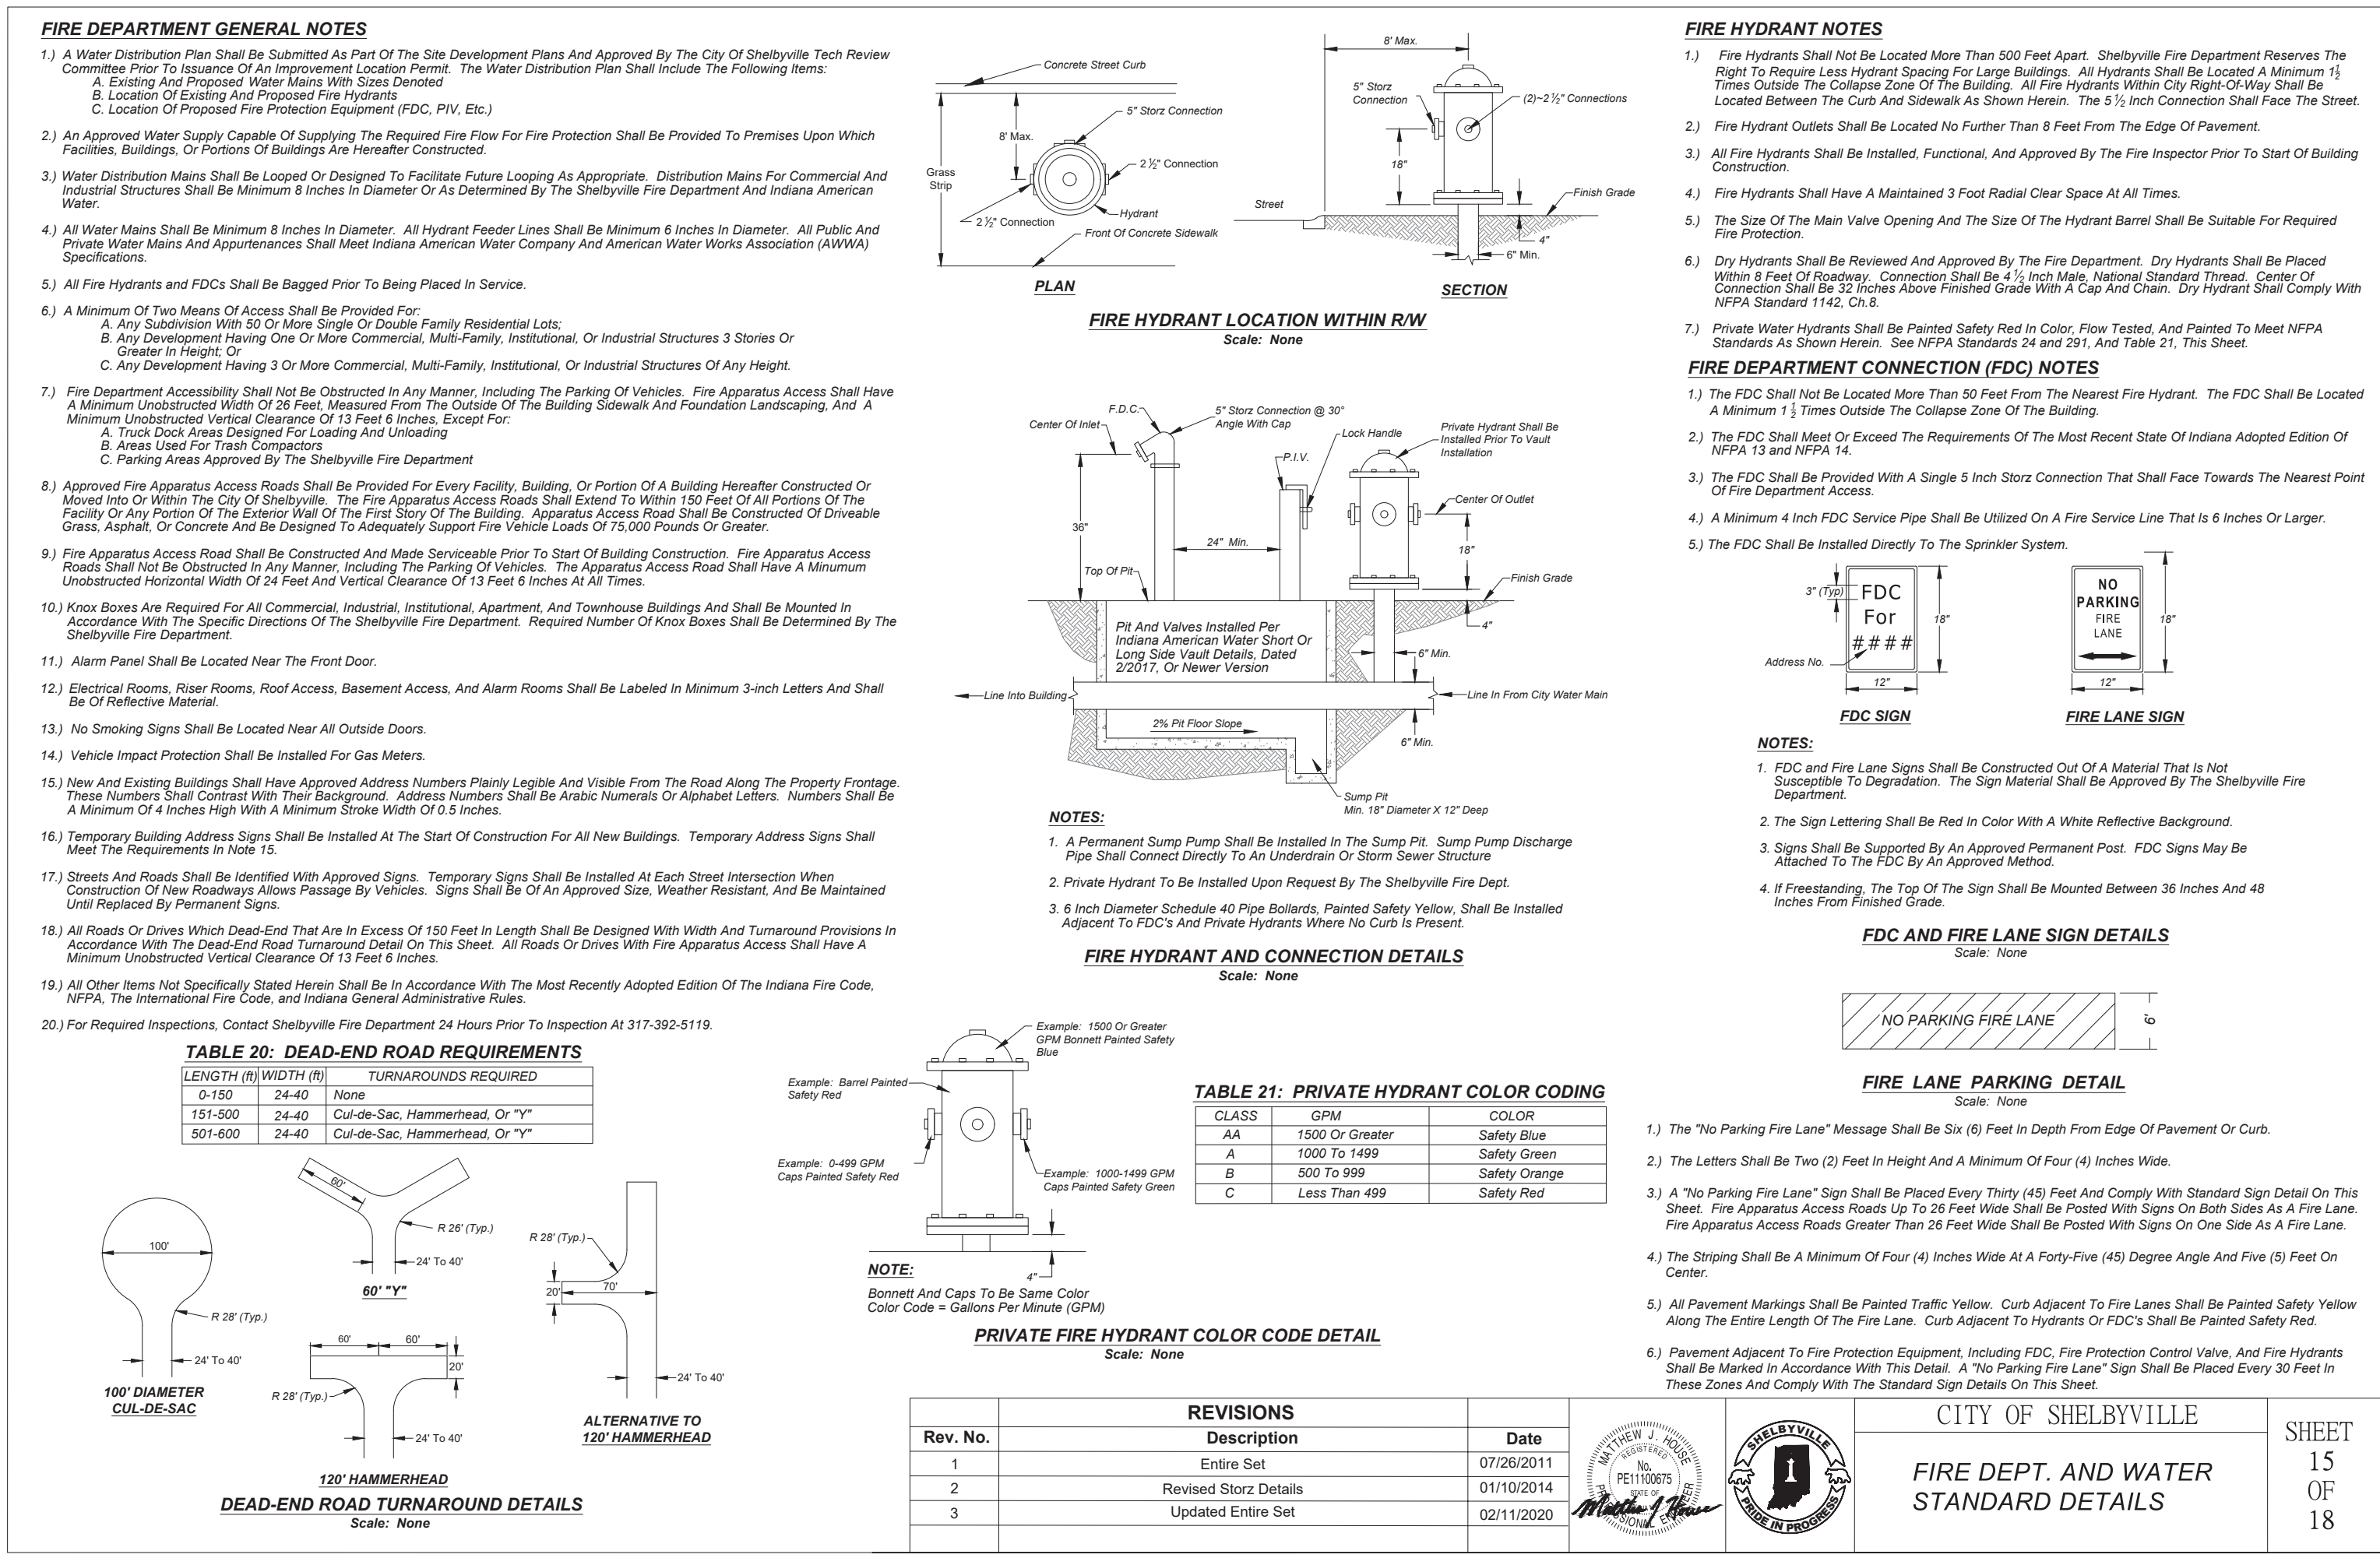 FIRE DEPARTMENT GENERAL NOTES
1.) A Water Distribution Plan Shall Be Submitted As Part Of The Site Development Plans And Approved By The City Of Shelbyville Tech Review
Committee Prior To Issuance Of An Improvement Location Permit. The Water Distribution Plan Shall Include The Following Items:
A. Existing And Proposed Water Mains With Sizes Denoted
B. Location Of Existing And Proposed Fire Hydrants
C. Location Of Proposed Fire Protection Equipment (FDC, PIV, Etc.)
2.) An Approved Water Supply Capable Of Supplying The Required Fire Flow For Fire Protection Shall Be Provided To Premises Upon Which
Facilities, Buildings, Or Portions Of Buildings Are Hereafter Constructed.
3.) Water Distribution Mains Shall Be Looped Or Designed To Facilitate Future Looping As Appropriate. Distribution Mains For Commercial And
Industrial Structures Shall Be Minimum 8 Inches In Diameter Or As Determined By The Shelbyville Fire Department And Indiana American
Water.
4.) All Water Mains Shall Be Minimum 8 Inches In Diameter. All Hydrant Feeder Lines Shall Be Minimum 6 Inches In Diameter. All Public And
Private Water Mains And Appurtenances Shall Meet Indiana American Water Company And American Water Works Association (AWWA)
Specifications.
5.) All Fire Hydrants and FDCs Shall Be Bagged Prior To Being Placed In Service.
6.) A Minimum Of Two Means Of Access Shall Be Provided For:
A. Any Subdivision With 50 Or More Single Or Double Family Residential Lots;
B. Any Development Having One Or More Commercial, Multi-Family, Institutional, Or Industrial Structures 3 Stories Or
Greater In Height; Or
C. Any Development Having 3 Or More Commercial, Multi-Family, Institutional, Or Industrial Structures Of Any Height.
7.) Fire Department Accessibility Shall Not Be Obstructed In Any Manner, Including The Parking Of Vehicles. Fire Apparatus Access Shall Have
A Minimum Unobstructed Width Of 26 Feet, Measured From The Outside Of The Building Sidewalk And Foundation Landscaping, And A
Minimum Unobstructed Vertical Clearance Of 13 Feet 6 Inches, Except For:
A. Truck Dock Areas Designed For Loading And Unloading
B. Areas Used For Trash Compactors
C. Parking Areas Approved By The Shelbyville Fire Department
8.) Approved Fire Apparatus Access Roads Shall Be Provided For Every Facility, Building, Or Portion Of A Building Hereafter Constructed Or
Moved Into Or Within The City Of Shelbyville. The Fire Apparatus Access Roads Shall Extend To Within 150 Feet Of All Portions Of The
Facility Or Any Portion Of The Exterior Wall Of The First Story Of The Building. Apparatus Access Road Shall Be Constructed Of Driveable
Grass, Asphalt, Or Concrete And Be Designed To Adequately Support Fire Vehicle Loads Of 75,000 Pounds Or Greater.
9.) Fire Apparatus Access Road Shall Be Constructed And Made Serviceable Prior To Start Of Building Construction. Fire Apparatus Access
Roads Shall Not Be Obstructed In Any Manner, Including The Parking Of Vehicles. The Apparatus Access Road Shall Have A Minumum
Unobstructed Horizontal Width Of 24 Feet And Vertical Clearance Of 13 Feet 6 Inches At All Times.
10.) Knox Boxes Are Required For All Commercial, Industrial, Institutional, Apartment, And Townhouse Buildings And Shall Be Mounted In
Accordance With The Specific Directions Of The Shelbyville Fire Department. Required Number Of Knox Boxes Shall Be Determined By The
Shelbyville Fire Department.
11.) Alarm Panel Shall Be Located Near The Front Door.
12.) Electrical Rooms, Riser Rooms, Roof Access, Basement Access, And Alarm Rooms Shall Be Labeled In Minimum 3-inch Letters And Shall
Be Of Reflective Material.
13.) No Smoking Signs Shall Be Located Near All Outside Doors.
14.) Vehicle Impact Protection Shall Be Installed For Gas Meters.
15.) New And Existing Buildings Shall Have Approved Address Numbers Plainly Legible And Visible From The Road Along The Property Frontage.
These Numbers Shall Contrast With Their Background. Address Numbers Shall Be Arabic Numerals Or Alphabet Letters. Numbers Shall Be
A Minimum Of 4 Inches High With A Minimum Stroke Width Of 0.5 Inches.
16.) Temporary Building Address Signs Shall Be Installed At The Start Of Construction For All New Buildings. Temporary Address Signs Shall
Meet The Requirements In Note 15.
17.) Streets And Roads Shall Be Identified With Approved Signs. Temporary Signs Shall Be Installed At Each Street Intersection When
Construction Of New Roadways Allows Passage By Vehicles. Signs Shall Be Of An Approved Size, Weather Resistant, And Be Maintained
Until Replaced By Permanent Signs.
18.) All Roads Or Drives Which Dead-End That Are In Excess Of 150 Feet In Length Shall Be Designed With Width And Turnaround Provisions In
Accordance With The Dead-End Road Turnaround Detail On This Sheet. All Roads Or Drives With Fire Apparatus Access Shall Have A
Minimum Unobstructed Vertical Clearance Of 13 Feet 6 Inches.
19.) All Other Items Not Specifically Stated Herein Shall Be In Accordance With The Most Recently Adopted Edition Of The Indiana Fire Code,
NFPA, The International Fire Code, and Indiana General Administrative Rules.
20.) For Required Inspections, Contact Shelbyville Fire Department 24 Hours Prior To Inspection At 317-392-5119.
TABLE 20: DEAD-END ROAD REQUIREMENTS
LENGTH (ft) WIDTH (ft) TURNAROUNDS REQUIRED
0-150 24-40 None
151-500 24-40 Cul-de-Sac, Hammerhead, Or "Y"
501-600 24-40 Cul-de-Sac, Hammerhead, Or "Y"
100'
R 28' (Typ.)
24' To 40'
100' DIAMETER
CUL-DE-SAC
60'
R 26' (Typ.)
24' To 40'
60' "Y"
60' 60'
20'
R 28' (Typ.)
24' To 40'
120' HAMMERHEAD
R 28' (Typ.)
70'
20'
24' To 40'
ALTERNATIVE TO
120' HAMMERHEAD
DEAD-END ROAD TURNAROUND DETAILS
Scale: None
Concrete Street Curb
5" Storz Connection
8' Max.
Grass
Strip
2 ½" Connection
Hydrant
2 ½" Connection
Front Of Concrete Sidewalk
PLAN
8' Max.
5" Storz
Connection
(2)~2 ½" Connections
18"
Finish Grade
Street
4"
6" Min.
SECTION
FIRE HYDRANT LOCATION WITHIN R/W
Scale: None
F.D.C.
5" Storz Connection @ 30°
Angle With Cap
Center Of Inlet
Lock Handle
Private Hydrant Shall Be
Installed Prior To Vault
Installation
P.I.V.
Center Of Outlet
36"
24" Min.
18"
Top Of Pit
Finish Grade
4"
Pit And Valves Installed Per
Indiana American Water Short Or
Long Side Vault Details, Dated
2/2017, Or Newer Version
6" Min.
Line Into Building
Line In From City Water Main
2% Pit Floor Slope
6" Min.
Sump Pit
Min. 18" Diameter X 12" Deep
NOTES:
1. A Permanent Sump Pump Shall Be Installed In The Sump Pit. Sump Pump Discharge
Pipe Shall Connect Directly To An Underdrain Or Storm Sewer Structure
2. Private Hydrant To Be Installed Upon Request By The Shelbyville Fire Dept.
3. 6 Inch Diameter Schedule 40 Pipe Bollards, Painted Safety Yellow, Shall Be Installed
Adjacent To FDC's And Private Hydrants Where No Curb Is Present.
FIRE HYDRANT AND CONNECTION DETAILS
Scale: None
Example: 1500 Or Greater
GPM Bonnett Painted Safety
Blue
Example: Barrel Painted
Safety Red
Example: 0-499 GPM
Caps Painted Safety Red
Example: 1000-1499 GPM
Caps Painted Safety Green
4"
NOTE:
Bonnett And Caps To Be Same Color
Color Code = Gallons Per Minute (GPM)
PRIVATE FIRE HYDRANT COLOR CODE DETAIL
Scale: None
TABLE 21: PRIVATE HYDRANT COLOR CODING
CLASS GPM COLOR
AA 1500 Or Greater Safety Blue
A 1000 To 1499 Safety Green
B 500 To 999 Safety Orange
C Less Than 499 Safety Red
FIRE HYDRANT NOTES
1.) Fire Hydrants Shall Not Be Located More Than 500 Feet Apart. Shelbyville Fire Department Reserves The
Right To Require Less Hydrant Spacing For Large Buildings. All Hydrants Shall Be Located A Minimum 1½
Times Outside The Collapse Zone Of The Building. All Fire Hydrants Within City Right-Of-Way Shall Be
Located Between The Curb And Sidewalk As Shown Herein. The 5 ½ Inch Connection Shall Face The Street.
2.) Fire Hydrant Outlets Shall Be Located No Further Than 8 Feet From The Edge Of Pavement.
3.) All Fire Hydrants Shall Be Installed, Functional, And Approved By The Fire Inspector Prior To Start Of Building
Construction.
4.) Fire Hydrants Shall Have A Maintained 3 Foot Radial Clear Space At All Times.
5.) The Size Of The Main Valve Opening And The Size Of The Hydrant Barrel Shall Be Suitable For Required
Fire Protection.
6.) Dry Hydrants Shall Be Reviewed And Approved By The Fire Department. Dry Hydrants Shall Be Placed
Within 8 Feet Of Roadway. Connection Shall Be 4 ½ Inch Male, National Standard Thread. Center Of
Connection Shall Be 32 Inches Above Finished Grade With A Cap And Chain. Dry Hydrant Shall Comply With
NFPA Standard 1142, Ch.8.
7.) Private Water Hydrants Shall Be Painted Safety Red In Color, Flow Tested, And Painted To Meet NFPA
Standards As Shown Herein. See NFPA Standards 24 and 291, And Table 21, This Sheet.
FIRE DEPARTMENT CONNECTION (FDC) NOTES
1.) The FDC Shall Not Be Located More Than 50 Feet From The Nearest Fire Hydrant. The FDC Shall Be Located
A Minimum 1 ½ Times Outside The Collapse Zone Of The Building.
2.) The FDC Shall Meet Or Exceed The Requirements Of The Most Recent State Of Indiana Adopted Edition Of
NFPA 13 and NFPA 14.
3.) The FDC Shall Be Provided With A Single 5 Inch Storz Connection That Shall Face Towards The Nearest Point
Of Fire Department Access.
4.) A Minimum 4 Inch FDC Service Pipe Shall Be Utilized On A Fire Service Line That Is 6 Inches Or Larger.
5.) The FDC Shall Be Installed Directly To The Sprinkler System.
3" (Typ)
FDC
For
####
18"
Address No.
12"
FDC SIGN
NO
PARKING
FIRE
LANE
18"
12"
FIRE LANE SIGN
NOTES:
1. FDC and Fire Lane Signs Shall Be Constructed Out Of A Material That Is Not
Susceptible To Degradation. The Sign Material Shall Be Approved By The Shelbyville Fire
Department.
2. The Sign Lettering Shall Be Red In Color With A White Reflective Background.
3. Signs Shall Be Supported By An Approved Permanent Post. FDC Signs May Be
Attached To The FDC By An Approved Method.
4. If Freestanding, The Top Of The Sign Shall Be Mounted Between 36 Inches And 48
Inches From Finished Grade.
FDC AND FIRE LANE SIGN DETAILS
Scale: None
NO PARKING FIRE LANE
6'
FIRE LANE PARKING DETAIL
Scale: None
1.) The "No Parking Fire Lane" Message Shall Be Six (6) Feet In Depth From Edge Of Pavement Or Curb.
2.) The Letters Shall Be Two (2) Feet In Height And A Minimum Of Four (4) Inches Wide.
3.) A "No Parking Fire Lane" Sign Shall Be Placed Every Thirty (45) Feet And Comply With Standard Sign Detail On This
Sheet. Fire Apparatus Access Roads Up To 26 Feet Wide Shall Be Posted With Signs On Both Sides As A Fire Lane.
Fire Apparatus Access Roads Greater Than 26 Feet Wide Shall Be Posted With Signs On One Side As A Fire Lane.
4.) The Striping Shall Be A Minimum Of Four (4) Inches Wide At A Forty-Five (45) Degree Angle And Five (5) Feet On
Center.
5.) All Pavement Markings Shall Be Painted Traffic Yellow. Curb Adjacent To Fire Lanes Shall Be Painted Safety Yellow
Along The Entire Length Of The Fire Lane. Curb Adjacent To Hydrants Or FDC's Shall Be Painted Safety Red.
6.) Pavement Adjacent To Fire Protection Equipment, Including FDC, Fire Protection Control Valve, And Fire Hydrants
Shall Be Marked In Accordance With This Detail. A "No Parking Fire Lane" Sign Shall Be Placed Every 30 Feet In
These Zones And Comply With The Standard Sign Details On This Sheet.
REVISIONS
Rev. No. Description Date
1 Entire Set 07/26/2011
2 Revised Storz Details 01/10/2014
3 Updated Entire Set 02/11/2020
MATTHEW J. HOUSE
REGISTERED
No.
PE11100675
STATE OF
PROFESSIONAL ENGINEER
Matthew J. House
SHELBYVILLE
PRIDE IN PROGRESS
CITY OF SHELBYVILLE
FIRE DEPT. AND WATER
STANDARD DETAILS
SHEET
15
OF
18